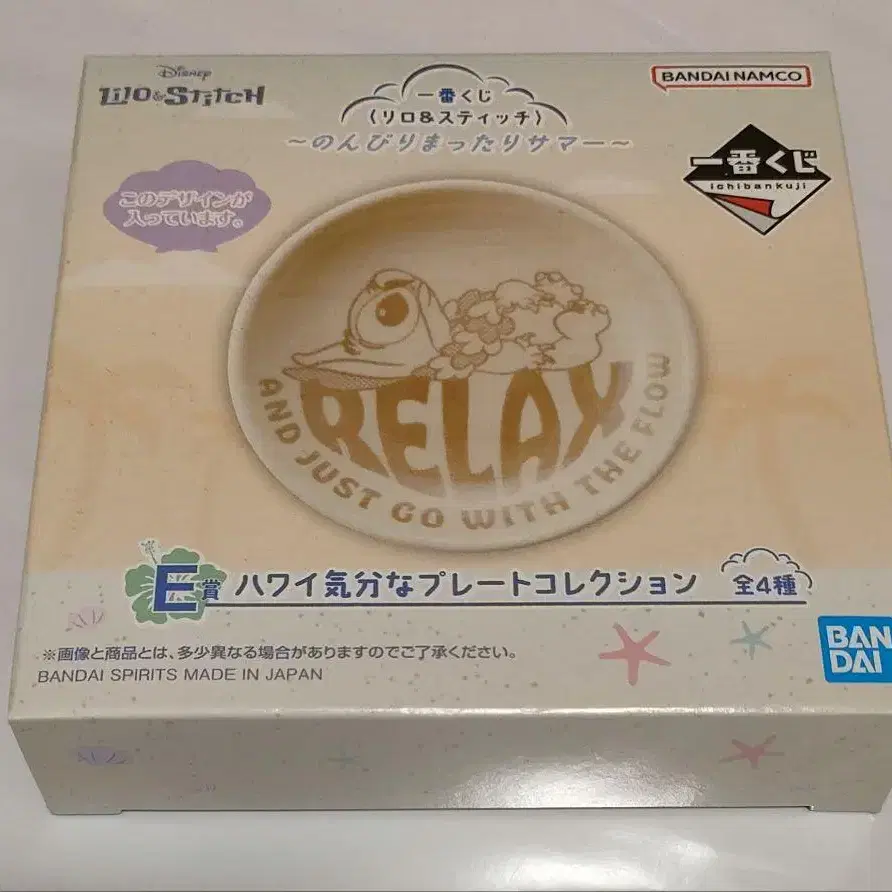 Disney
LILO & STITCH
一番くじ
〈リロ&スティッチ〉
～のんびりまったりサマー～
BANDAI NAMCO
一番くじ
ichibankuji
このデザインが
入っています。
RELAX
AND JUST GO WITH THE FLOW
E賞 ハワイ気分なプレートコレクション 全4種
※画像と商品とは、多少異なる場合がありますのでご了承ください。
BANDAI SPIRITS MADE IN JAPAN
BAN
DAI